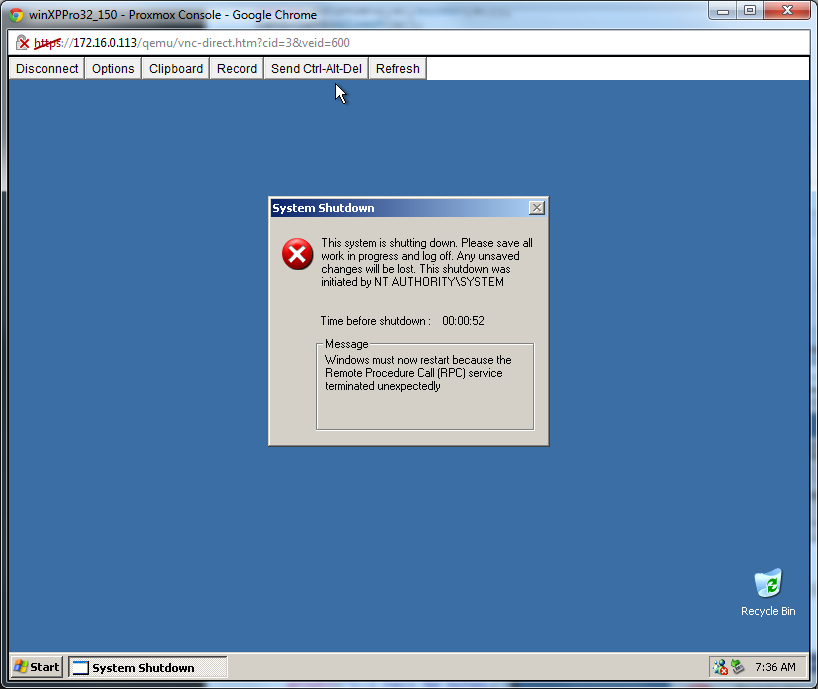 winXPPro32_150 - Proxmox Console - Google Chrome
https://172.16.0.113/qemu/vnc-direct.htm?cid=3&veid=600
Disconnect Options Clipboard Record Send Ctrl-Alt-Del Refresh
System Shutdown
This system is shutting down. Please save all
work in progress and log off. Any unsaved
changes will be lost. This shutdown was
initiated by NT AUTHORITY\SYSTEM
Time before shutdown : 00:00:52
Message
Windows must now restart because the
Remote Procedure Call (RPC) service
terminated unexpectedly
Recycle Bin
Start System Shutdown 7:36 AM